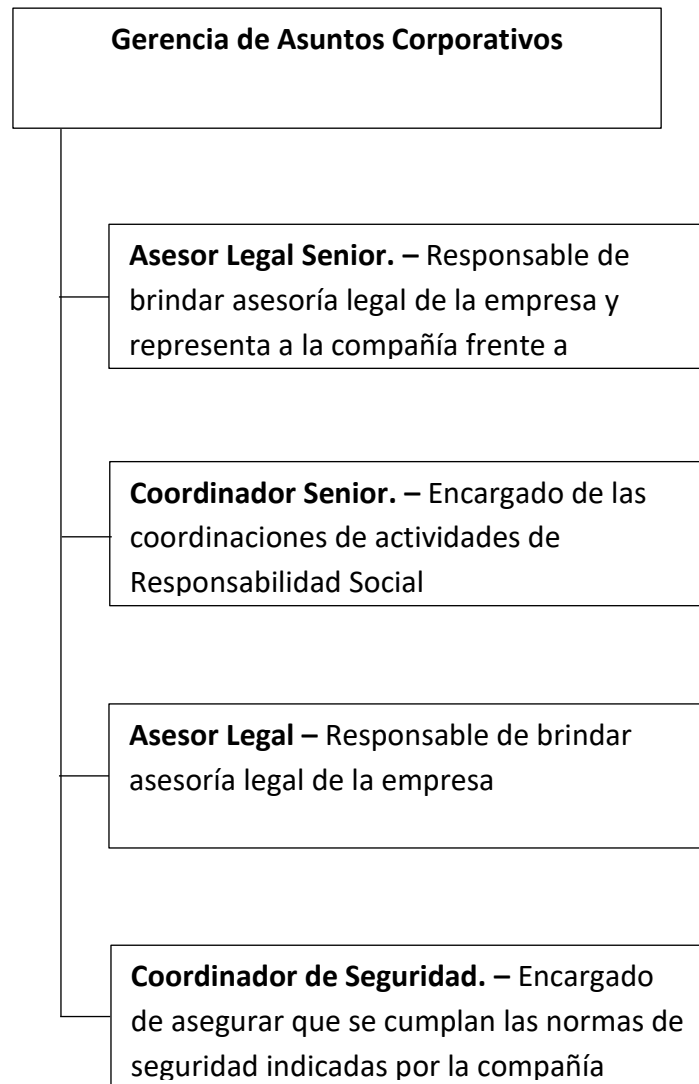 Gerencia de Asuntos Corporativos
Asesor Legal Senior. – Responsable de
brindar asesoría legal de la empresa y
representa a la compañía frente a
Coordinador Senior. – Encargado de las
coordinaciones de actividades de
Responsabilidad Social
Asesor Legal – Responsable de brindar
asesoría legal de la empresa
Coordinador de Seguridad. – Encargado
de asegurar que se cumplan las normas de
seguridad indicadas por la compañía